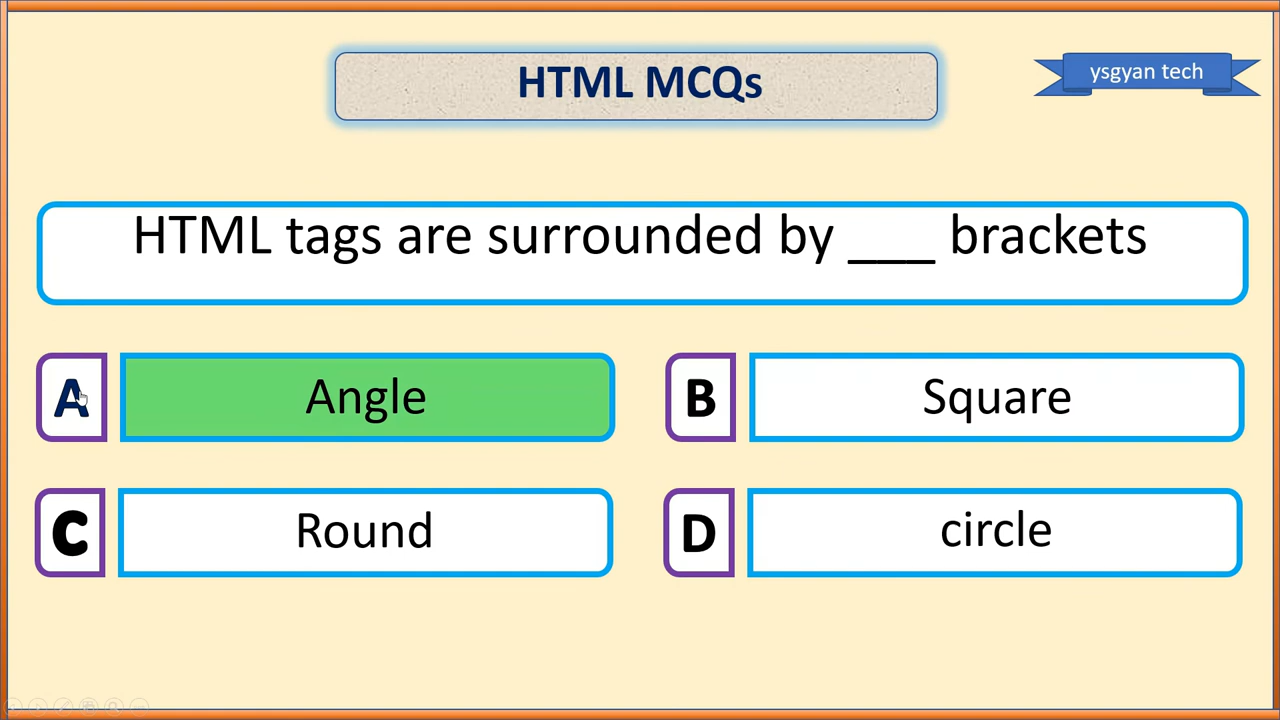 HTML MCQs
ysgyan tech
HTML tags are surrounded by ___ brackets
A Angle
B Square
C Round
D circle